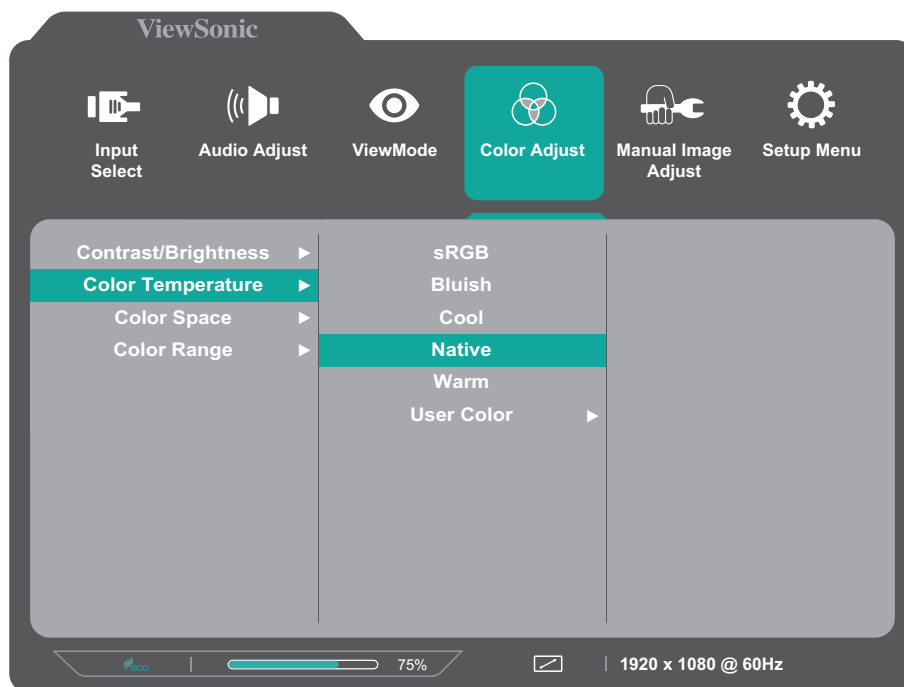 ViewSonic
Input
Select
Audio Adjust
ViewMode
Color Adjust
Manual Image
Adjust
Setup Menu
Contrast/Brightness
Color Temperature
Color Space
Color Range
sRGB
Bluish
Cool
Native
Warm
User Color
eco
75%
1920 x 1080 @ 60Hz